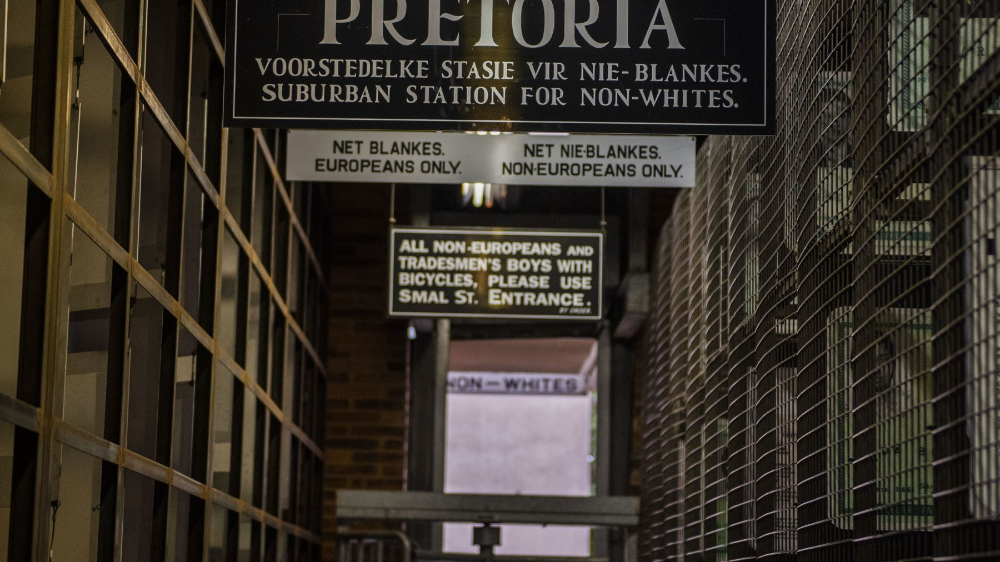 PRETORIA
VOORSTEDELKE STASIE VIR NIE-BLANKES.
SUBURBAN STATION FOR NON-WHITES.
NET BLANKES.
EUROPEANS ONLY.
NET NIE-BLANKES.
NON-EUROPEANS ONLY.
ALL NON-EUROPEANS AND
TRADESMEN'S BOYS WITH
BICYCLES, PLEASE USE
SMAL ST. ENTRANCE.
BY ORDER.
NON-WHITES